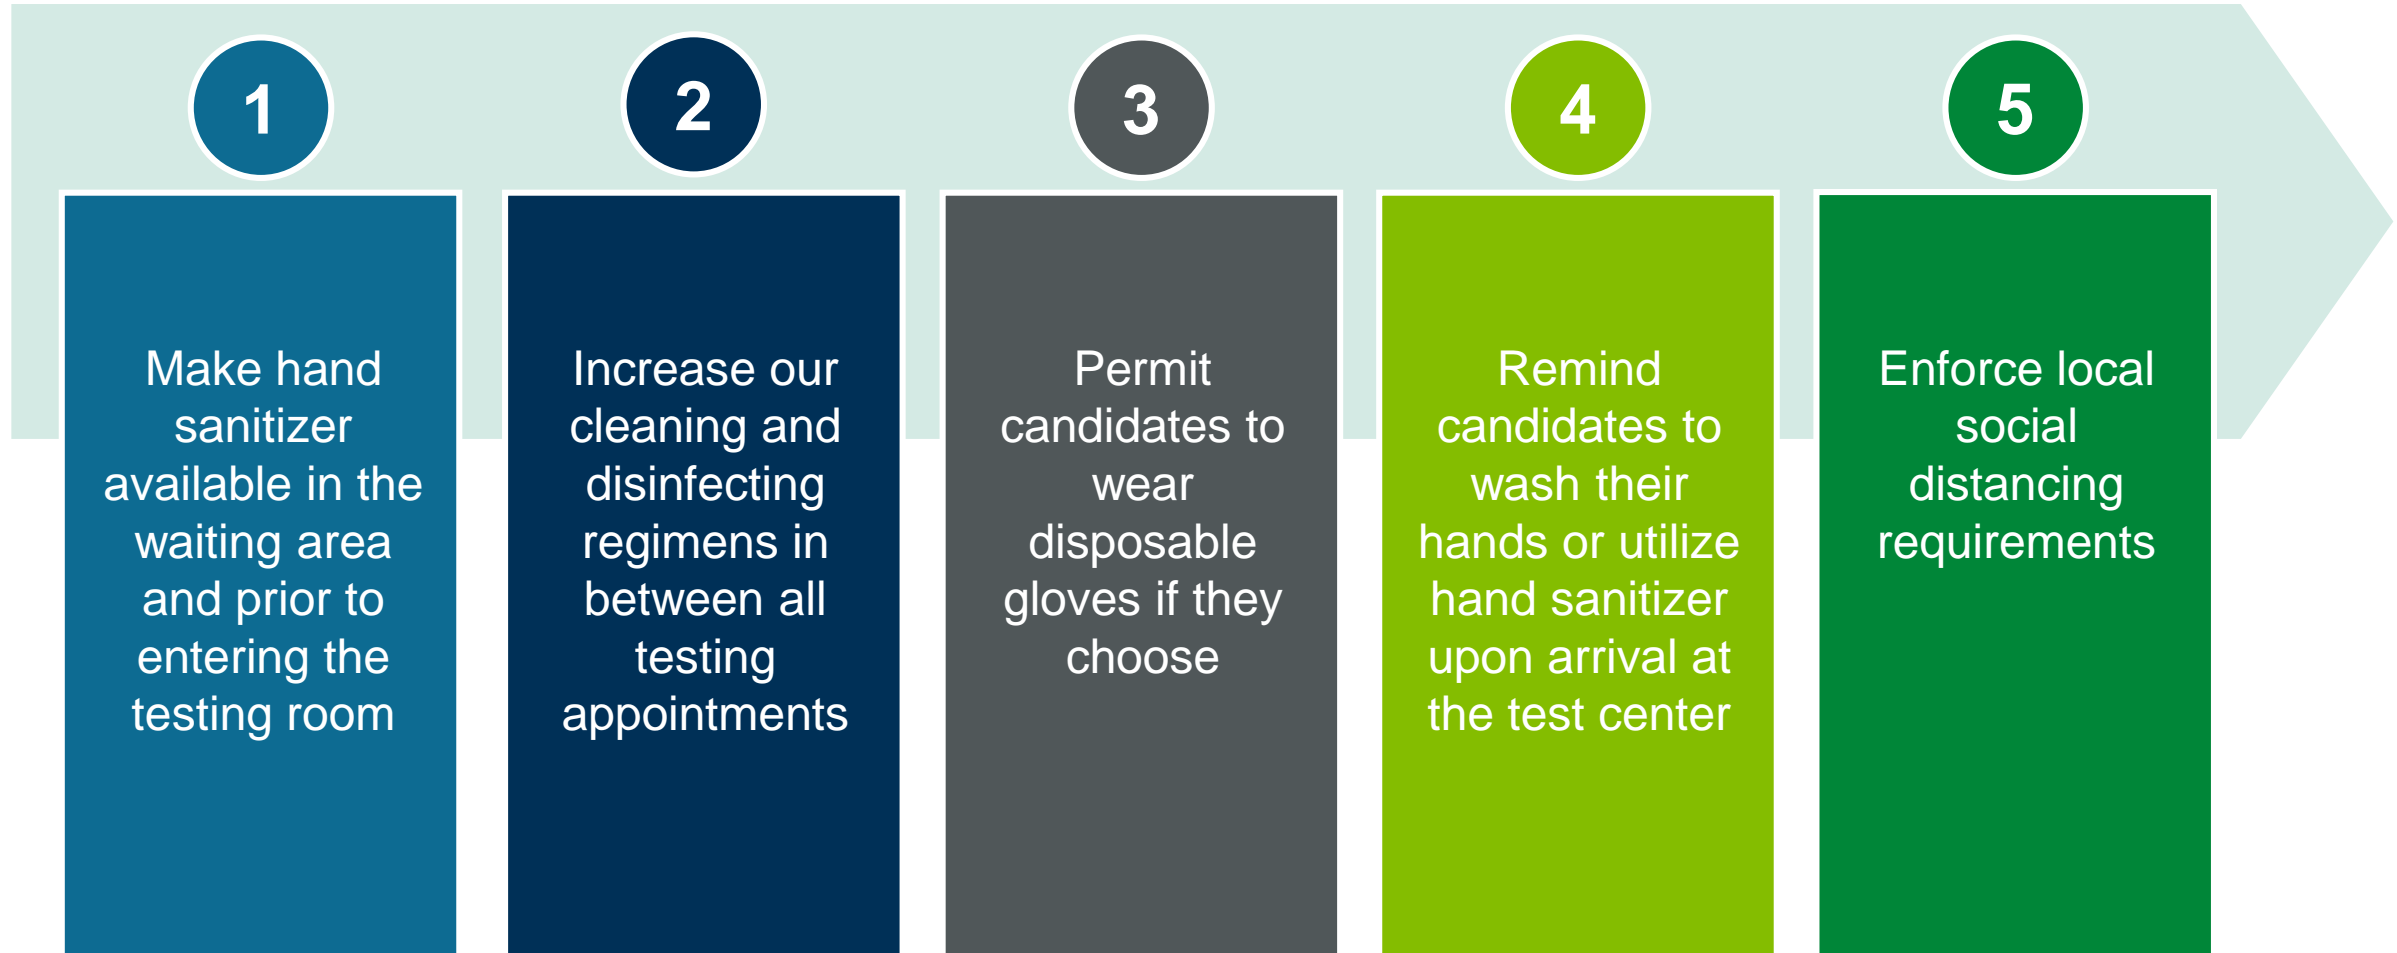 1
Make hand
sanitizer
available in the
waiting area
and prior to
entering the
testing room
2
Increase our
cleaning and
disinfecting
regimens in
between all
testing
appointments
3
Permit
candidates to
wear
disposable
gloves if they
choose
4
Remind
candidates to
wash their
hands or utilize
hand sanitizer
upon arrival at
the test center
5
Enforce local
social
distancing
requirements